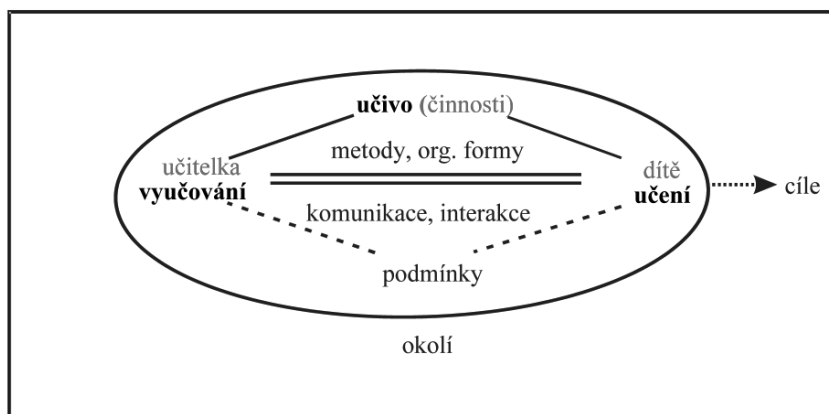 učivo (činnosti)
metody, org. formy
učitelka
vyučování
dítě
učení
cíle
komunikace, interakce
podmínky
okolí